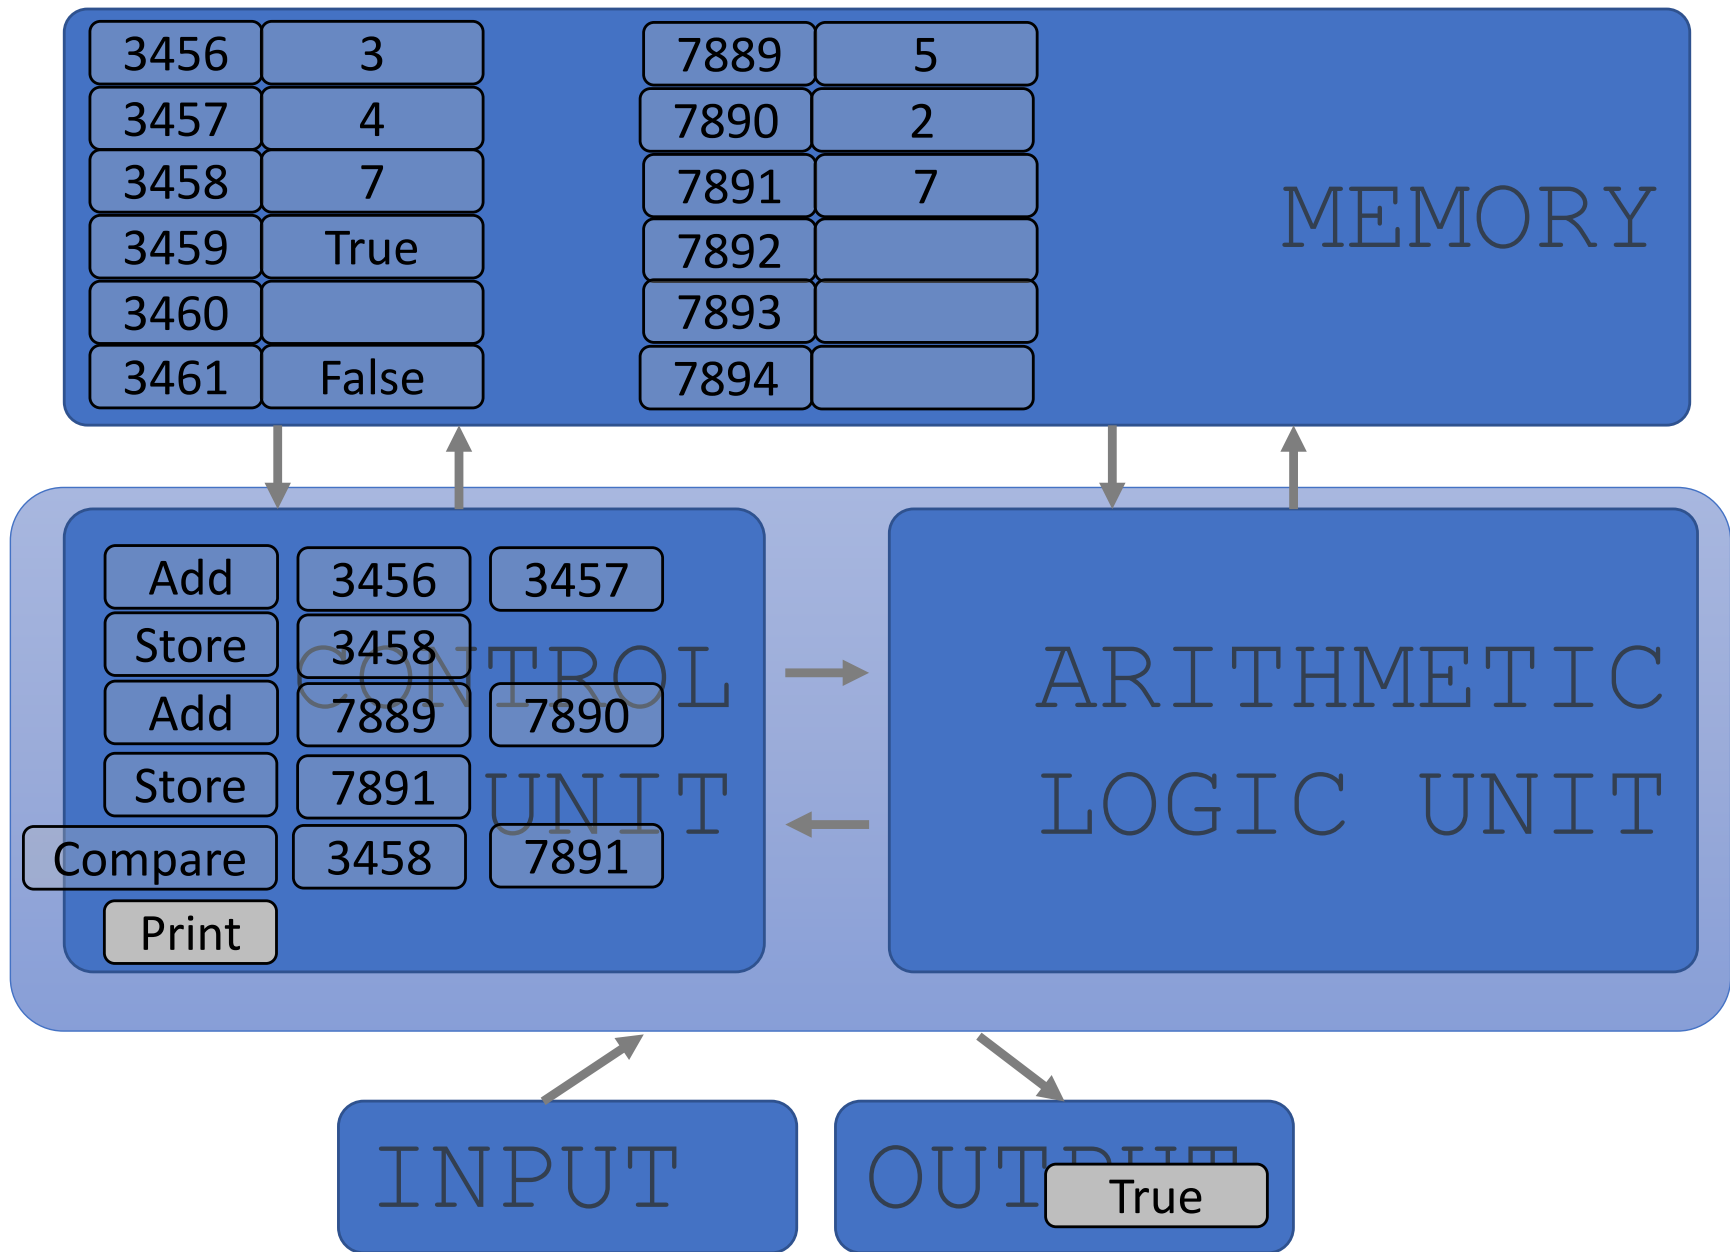 3456 3
3457 4
3458 7
3459 True
3460
3461 False
7889 5
7890 2
7891 7
7892
7893
7894
MEMORY
Add 3456 3457
Store 3458
Add 7889 7890
Store 7891
Compare 3458 7891
Print
CONTROL
UNIT
ARITHMETIC
LOGIC UNIT
INPUT
OUTPUT
True